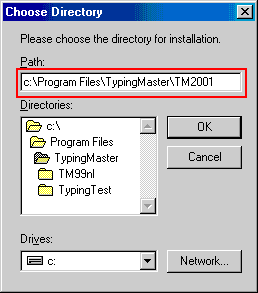 Choose Directory
Please choose the directory for installation.
Path:
c:\Program Files\TypingMaster\TM2001
Directories:
c:\
Program Files
TypingMaster
TM99nl
TypingTest
OK
Cancel
Drives:
c:
Network...